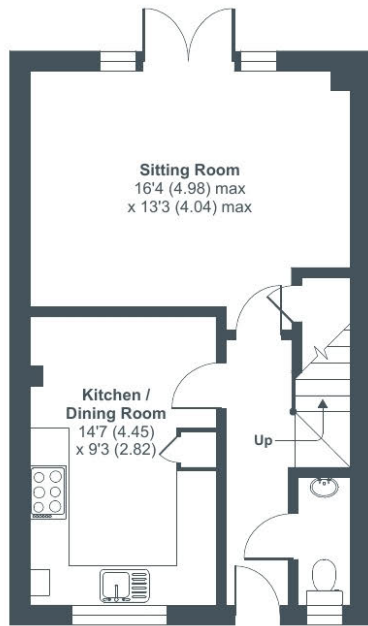 Sitting Room
16'4 (4.98) max
x 13'3 (4.04) max
Kitchen /
Dining Room
14'7 (4.45)
x 9'3 (2.82)
Up